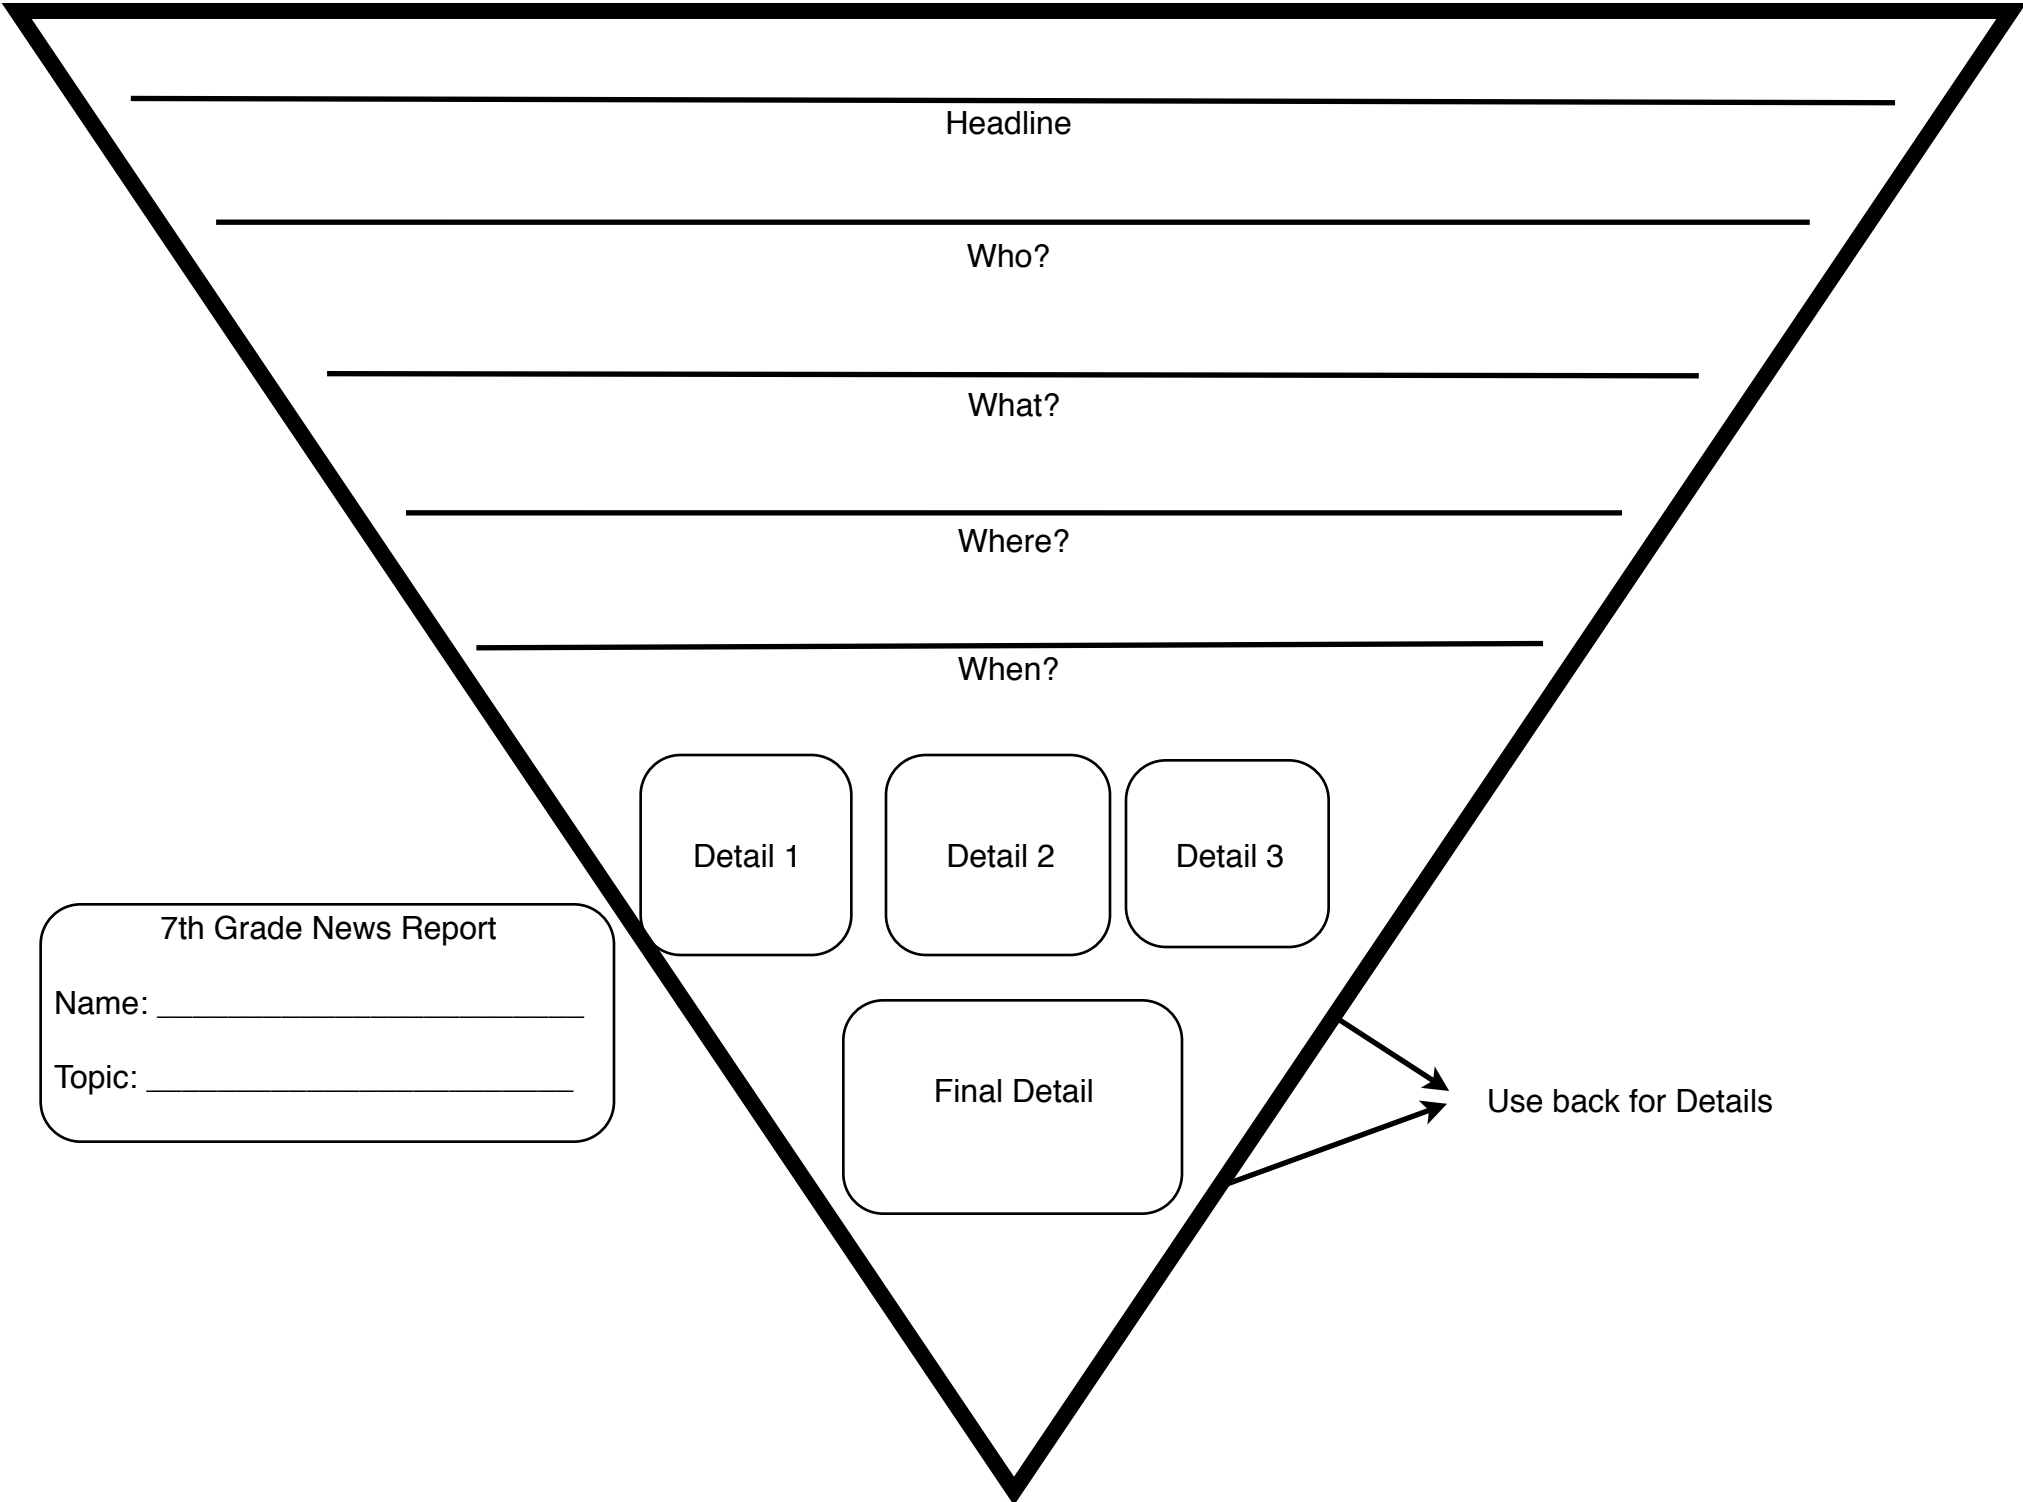 Headline
Who?
What?
Where?
When?
Detail 1
Detail 2
Detail 3
7th Grade News Report
Name: ________________________
Topic: ________________________
Final Detail
Use back for Details